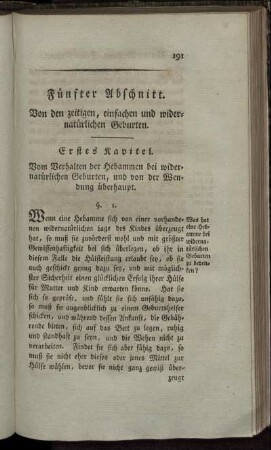 191
Fünfter Abschnitt.
Von den zeitigen, einfachen und wider-
natürlichen Geburten.
Erstes Kapitel.
Vom Verhalten der Hebammen bei wider-
natürlichen Geburten, und von der Wen-
dung überhaupt.
§. 1.
Wenn eine Hebamme sich von einer vorhande-
nen widernatürlichen Lage des Kindes überzeugt
hat, so muß sie zuvörderst wohl und mit größter
Gewissenhaftigkeit bei sich überlegen, ob ihr in
diesem Falle die Hülfleistung erlaubt sey, ob sie
auch geschickt genug dazu sey, und mit möglich-
ster Sicherheit einen glücklichen Erfolg ihrer Hülfe
für Mutter und Kind erwarten könne. Hat sie
sich so geprüft, und fühlt sich unfähig dazu,
so muß sie augenblicklich zu einem Geburtshelfer
schicken, und während dessen Ankunft, die Gebäh-
rende bitten, sich auf das Bett zu legen, ruhig
und standhaft zu seyn, und die Wehen nicht zu
verarbeiten. Findet sie sich aber fähig dazu, so
muß sie nicht eher dieses oder jenes Mittel zur
Hülfe wählen, bevor sie nicht ganz gewiß über-
zeugt
Was hat
eine Heb-
amme bei
widerna-
türlichen
Geburten
zu beden-
ken?